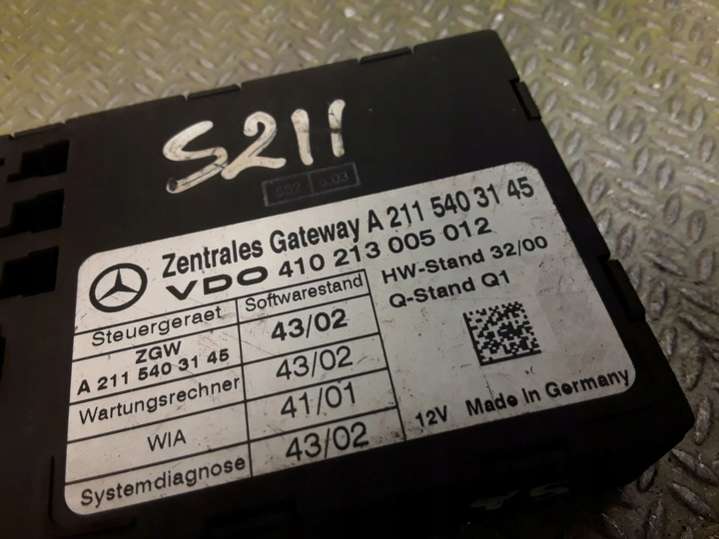 S211
Zentrales Gateway A 211 540 31 45
VDO 410 213 005 012
HW-Stand 32/00
Q-Stand Q1
Steuergeraet Softwarestand
ZGW
A 211 540 31 45 43/02
Wartungsrechner 43/02
WIA 41/01
Systemdiagnose 43/02
12V Made In Germany